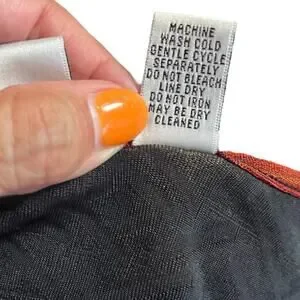 MACHINE
WASH COLD
GENTLE CYCLE
SEPARATELY
DO NOT BLEACH
LINE DRY
DO NOT IRON
MAY BE DRY
CLEANED